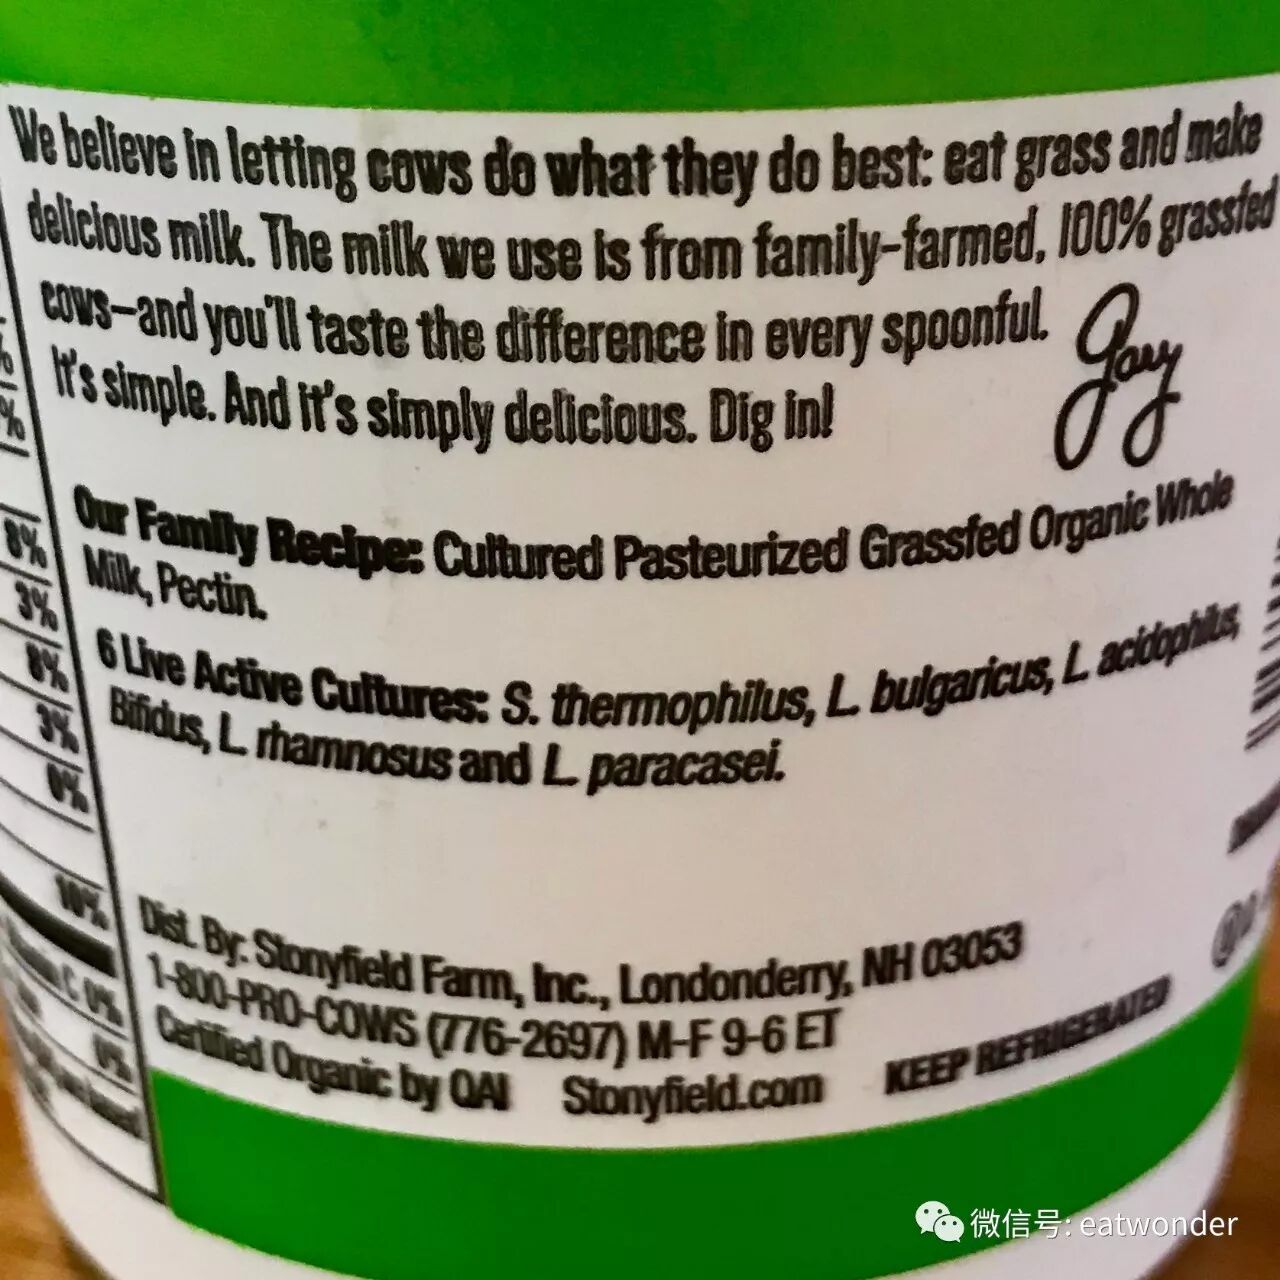 We believe in letting cows do what they do best: eat grass and make
delicious milk. The milk we use is from family-farmed, 100% grassfed
cows—and you'll taste the difference in every spoonful.
It's simple. And it's simply delicious. Dig in!
Gary
Our Family Recipe: Cultured Pasteurized Grassfed Organic Whole
Milk, Pectin.
6 Live Active Cultures: S. thermophilus, L. bulgaricus, L. acidophilus,
Bifidus, L. rhamnosus and L. paracasei.
Dist. By: Stonyfield Farm, Inc., Londonderry, NH 03053
1-800-PRO-COWS (776-2697) M-F 9-6 ET
Certified Organic by QAI Stonyfield.com
KEEP REFRIGERATED
%
%
8%
3%
8%
3%
0%
10%
C 0%
0%
微信号: eatwonder